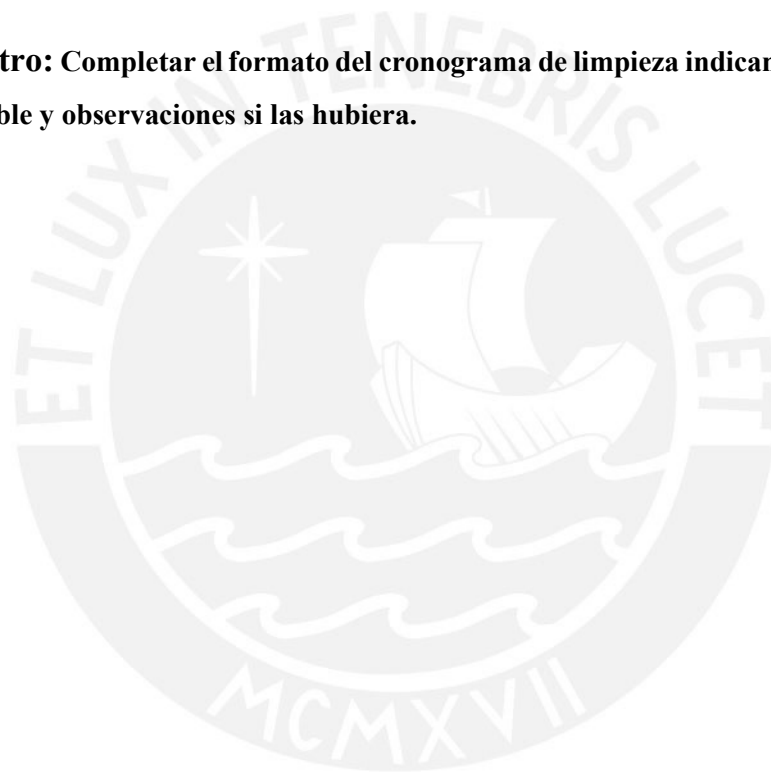 tro: Completar el formato del cronograma de limpieza indicar
ble y observaciones si las hubiera.
ET LUX IN TENEBRIS LUCET
MCMXVII